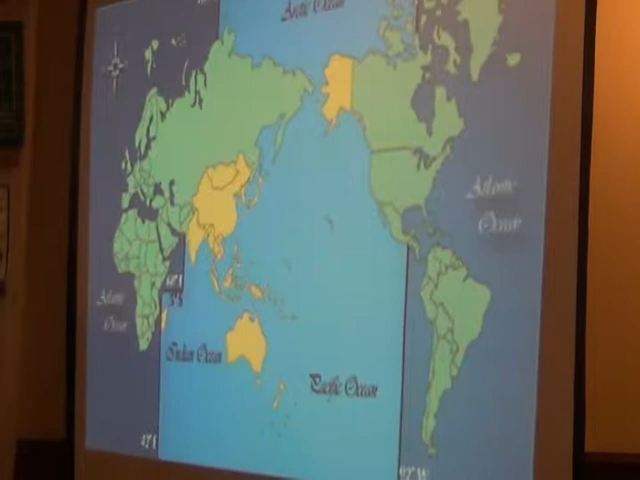 Arctic Ocean
Atlantic
Ocean
Atlantic
Ocean
Indian Ocean
Pacific Ocean